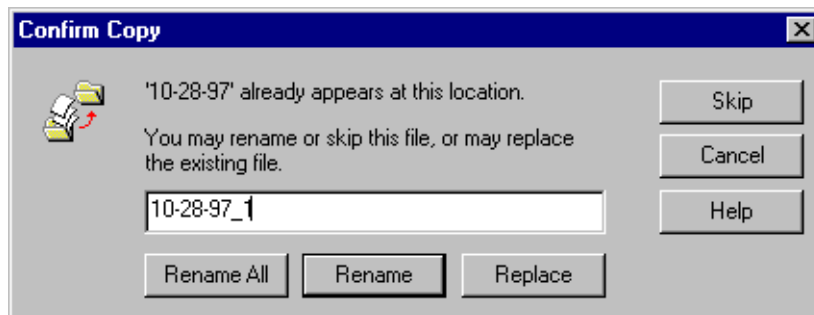 Confirm Copy
'10-28-97' already appears at this location.
You may rename or skip this file, or may replace
the existing file.
10-28-97_1
Skip
Cancel
Help
Rename All
Rename
Replace